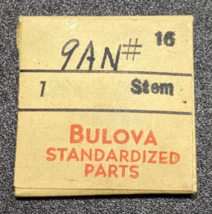 9AN# 16
1 Stem
BULOVA
STANDARDIZED
PARTS